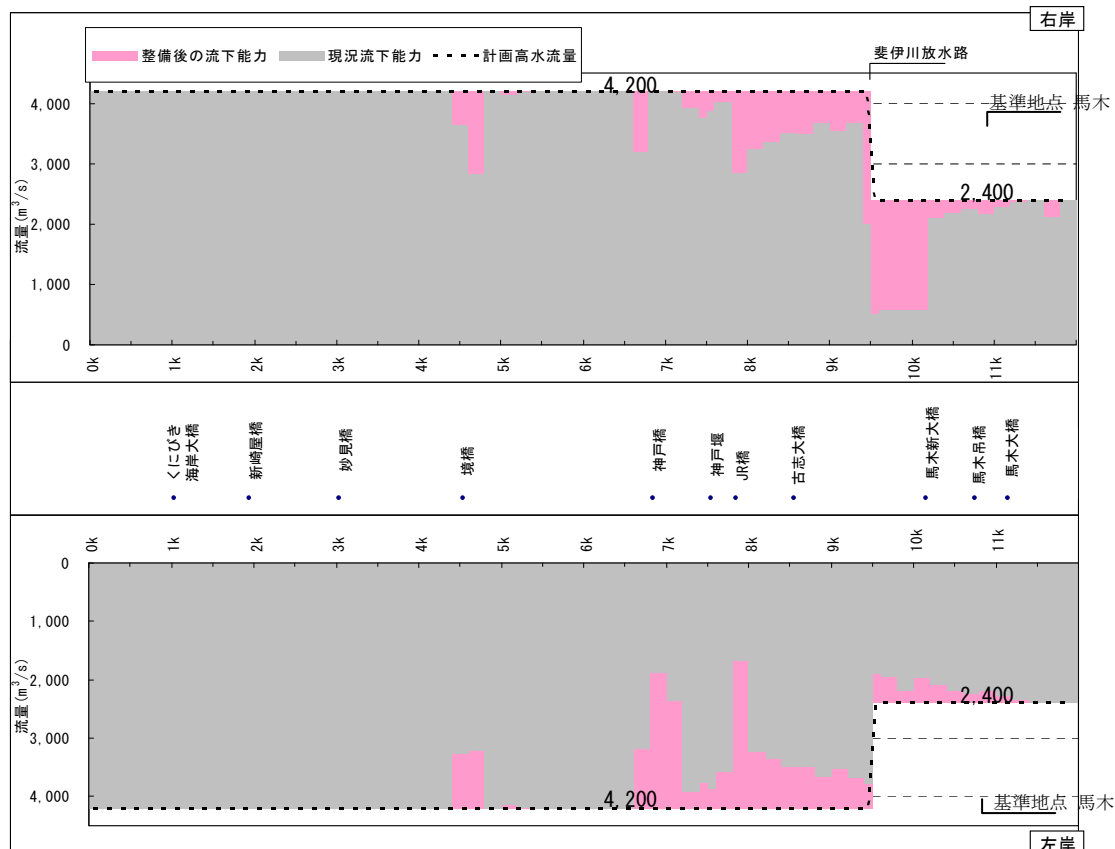 右岸
整備後の流下能力 現況流下能力 計画高水流量
斐伊川放水路
4,200
基準地点 馬木
2,400
流量(m³/s)
4,000
3,000
2,000
1,000
0
0k 1k 2k 3k 4k 5k 6k 7k 8k 9k 10k 11k
くにびき
海岸大橋
新崎屋橋
妙見橋
境橋
神戸橋
神戸堰
JR橋
古志大橋
馬木新大橋
馬木吊橋
馬木大橋
0k 1k 2k 3k 4k 5k 6k 7k 8k 9k 10k 11k
流量(m³/s)
0
1,000
2,000
3,000
4,000
2,400
4,200
基準地点 馬木
左岸